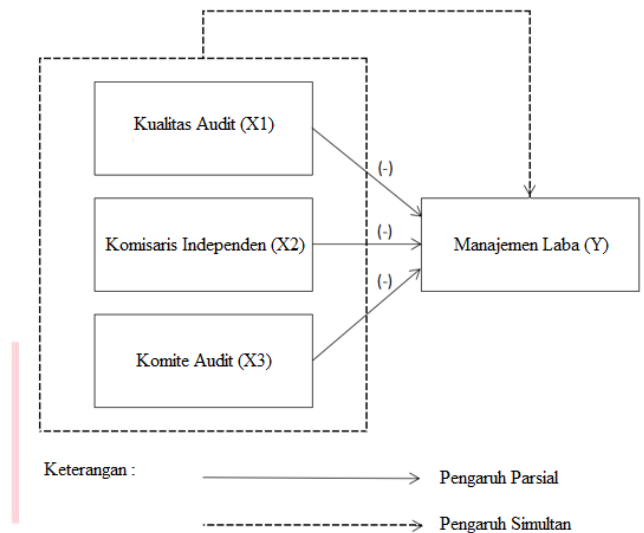 Kualitas Audit (X1)
(-)
Komisaris Independen (X2)
(-)
Manajemen Laba (Y)
(-)
Komite Audit (X3)
Keterangan :
Pengaruh Parsial
Pengaruh Simultan